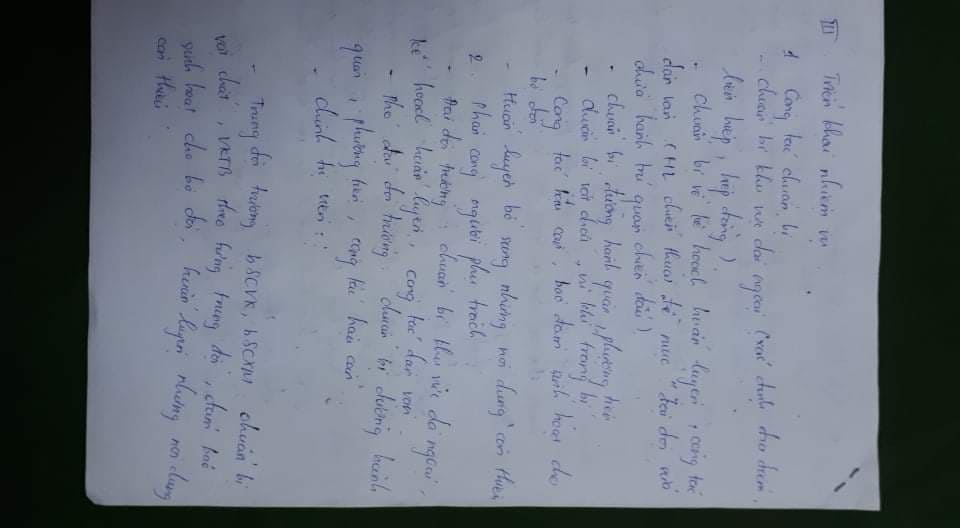 III Triển khai nhiệm vụ
1 Công tác chuẩn bị
- chuẩn bị khu vực dã ngoại (xác định địa điểm,
liên hiệp, hiệp đồng)
- chuẩn bị về kế hoạch huấn luyện, công tác
dân vận (HL chiến thuật đề mục "đại đội
hành trú quân chiến đấu)
- chuẩn bị đường hành quân, phương tiện
- chuẩn bị vật chất, vũ khí trang bị
- Công tác hậu cần, bảo đảm sinh hoạt cho
bộ đội
- Huấn luyện bổ sung những nội dung còn thiếu
2. Phân công người phụ trách
- Đại đội trưởng: chuẩn bị khu vực dã ngoại,
kế hoạch huấn luyện, công tác dân vận
- Phó đại đội trưởng: chuẩn bị đường hành
quân, phương tiện, công tác hậu cần
- chính trị viên:
- Trung đội trưởng bSCVK, bSCXM chuẩn bị
vật chất, VKTB theo từng trung đội, đảm bảo
sinh hoạt cho bộ đội, huấn luyện những nội dung
còn thiếu